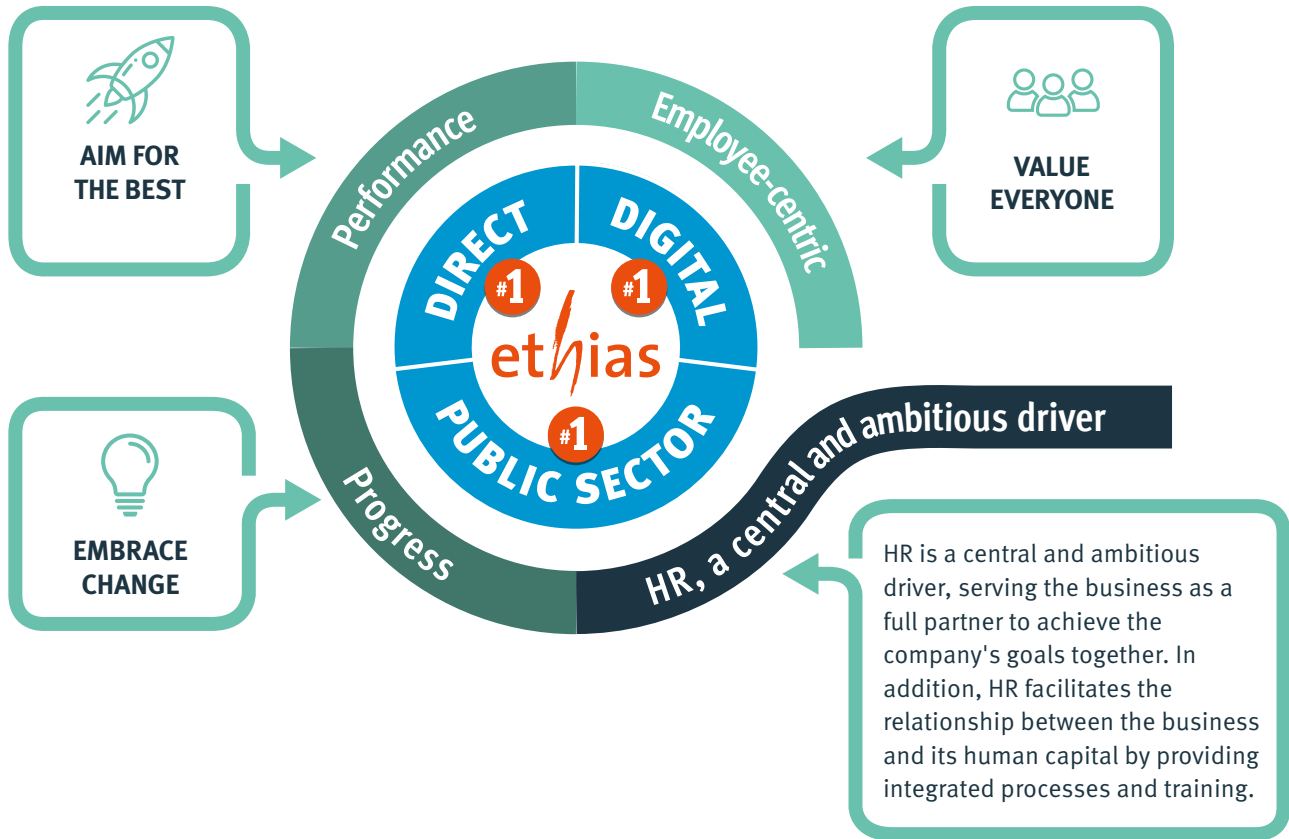 AIM FOR
THE BEST
Performance
Employee-centric
VALUE
EVERYONE
DIRECT
DIGITAL
#1
#1
ethias
#1
PUBLIC SECTOR
EMBRACE
CHANGE
Progress
HR, a central and ambitious driver
HR is a central and ambitious
driver, serving the business as a
full partner to achieve the
company's goals together. In
addition, HR facilitates the
relationship between the business
and its human capital by providing
integrated processes and training.